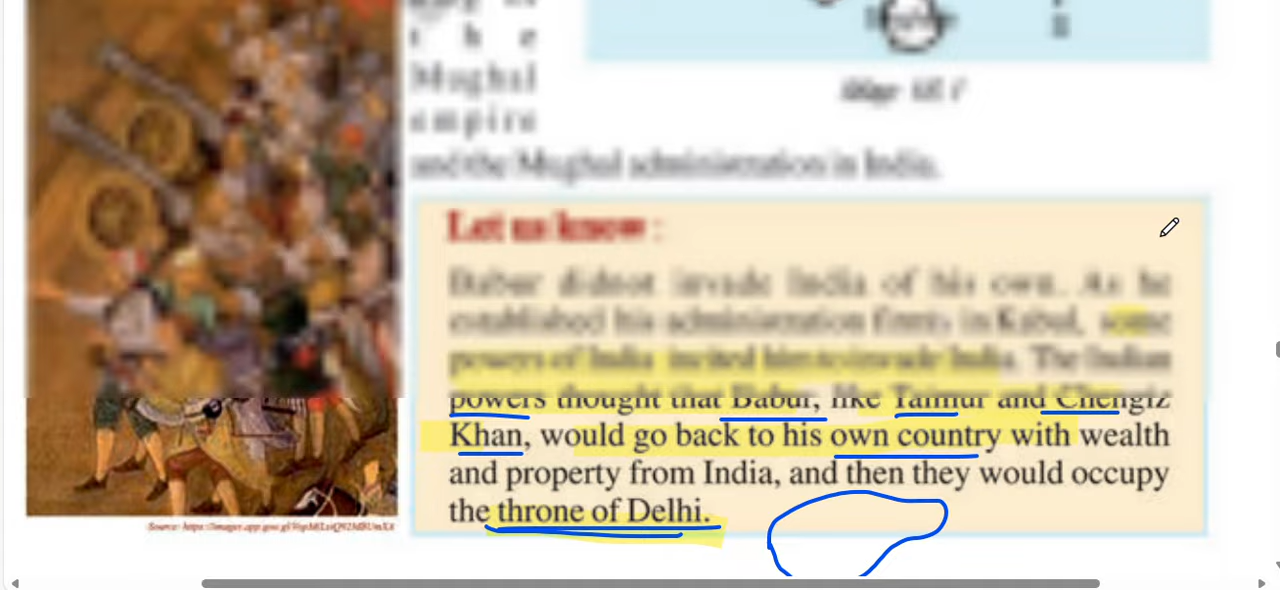 t h e
Mughal
empire
and the Mughal administration in India.
Let us know :
Babur didnot invade India of his own. As he
established his administration firmly in Kabul, some
powers of India incited him to invade India. The Indian
powers thought that Babur, like Taimur and Chengiz
Khan, would go back to his own country with wealth
and property from India, and then they would occupy
the throne of Delhi.